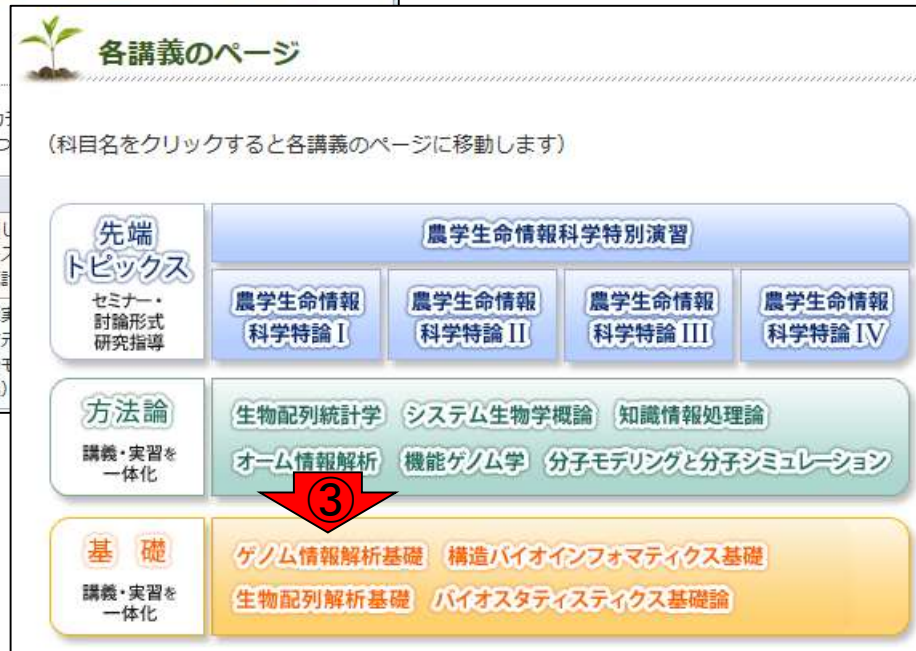 各講義のページ
（科目名をクリックすると各講義のページに移動します）
先端
トピックス
セミナー・
討論形式
研究指導
農学生命情報科学特別演習
農学生命情報
科学特論 I
農学生命情報
科学特論 II
農学生命情報
科学特論 III
農学生命情報
科学特論 IV
方法論
講義・実習を
一体化
生物配列統計学 システム生物学概論 知識情報処理論
オーム情報解析 機能ゲノム学 分子モデリングと分子シミュレーション
③
基 礎
講義・実習を
一体化
ゲノム情報解析基礎 構造バイオインフォマティクス基礎
生物配列解析基礎 バイオスタティスティクス基礎論